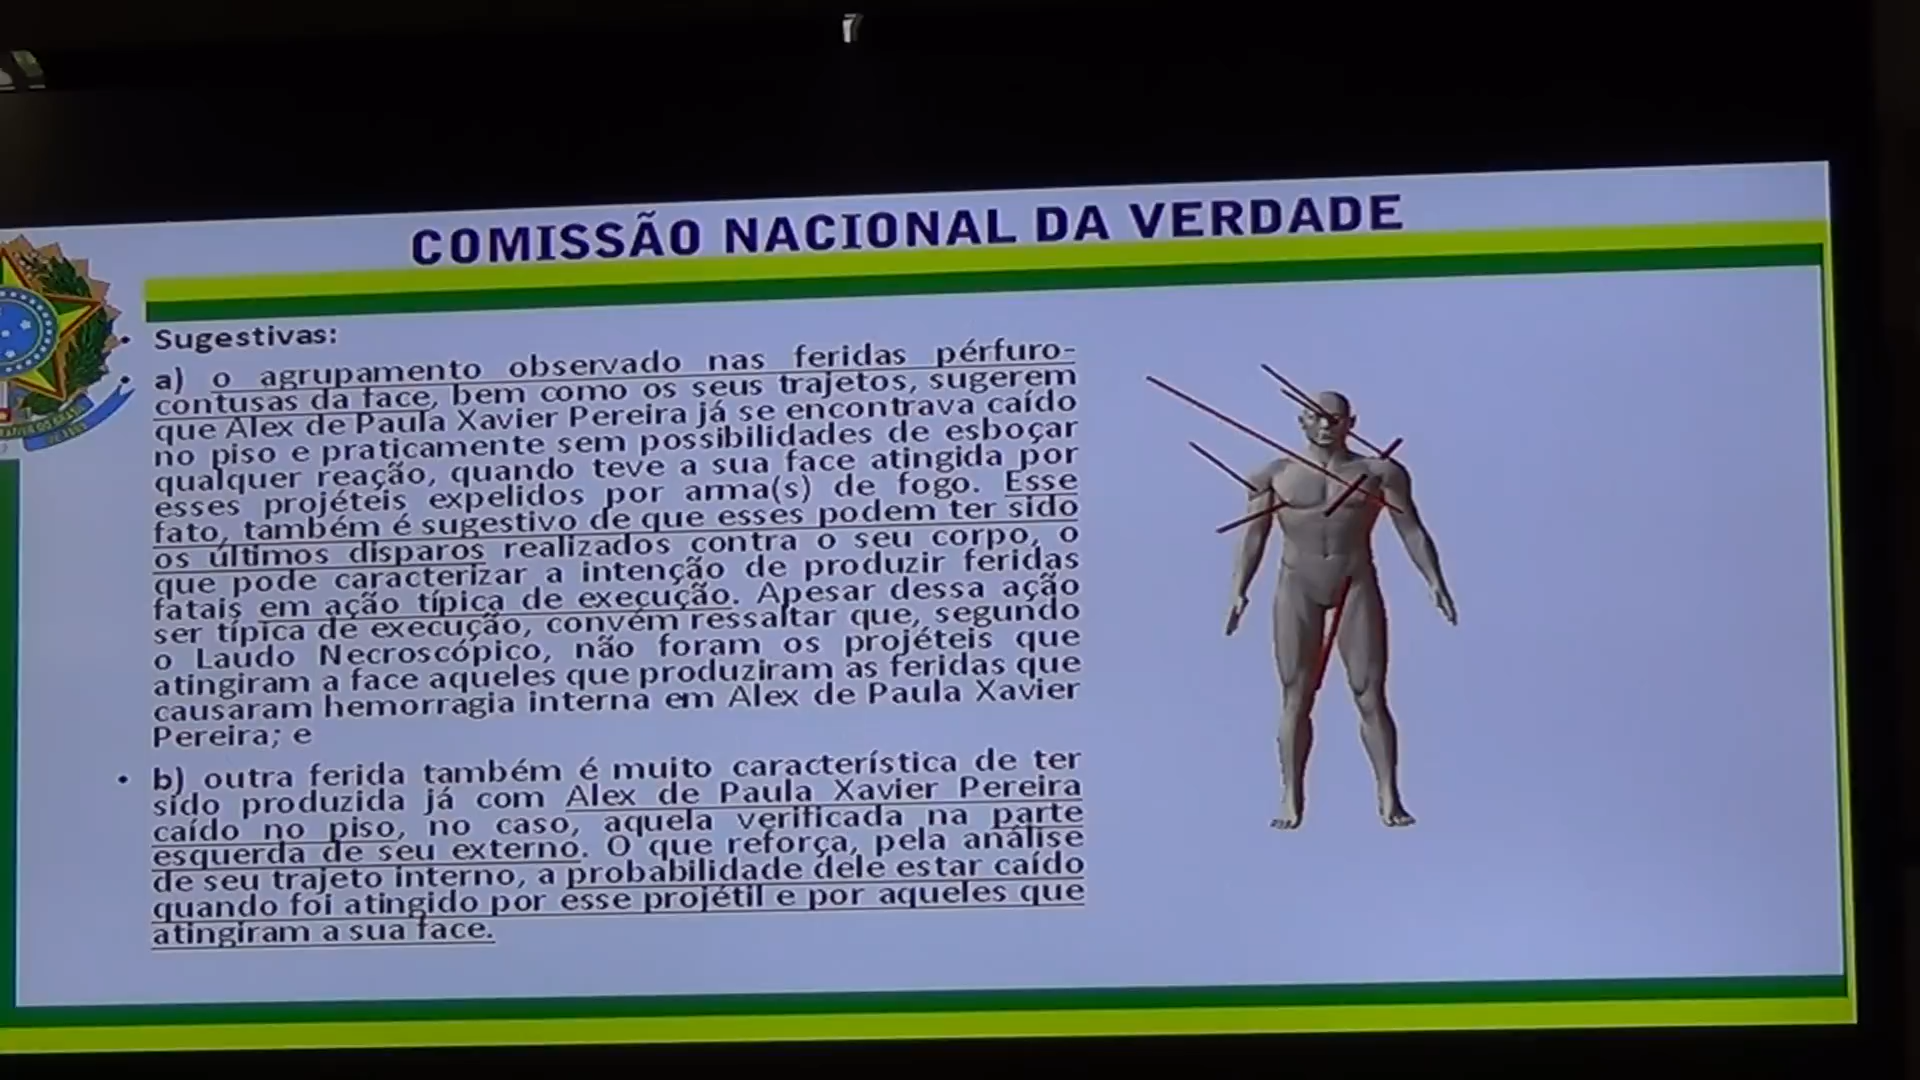 COMISSÃO NACIONAL DA VERDADE
• Sugestivas:
• a) o agrupamento observado nas feridas pérfuro-
contusas da face, bem como os seus trajetos, sugerem
que Alex de Paula Xavier Pereira já se encontrava caído
no piso e praticamente sem possibilidades de esboçar
qualquer reação, quando teve a sua face atingida por
esses projéteis expelidos por arma(s) de fogo. Esse
fato, também é sugestivo de que esses podem ter sido
os últimos disparos realizados contra o seu corpo, o
que pode caracterizar a intenção de produzir feridas
fatais em ação típica de execução. Apesar dessa ação
ser típica de execução, convém ressaltar que, segundo
o Laudo Necroscópico, não foram os projéteis que
atingiram a face aqueles que produziram as feridas que
causaram hemorragia interna em Alex de Paula Xavier
Pereira; e
• b) outra ferida também é muito característica de ter
sido produzida já com Alex de Paula Xavier Pereira
caído no piso, no caso, aquela verificada na parte
esquerda de seu externo. O que reforça, pela análise
de seu trajeto interno, a probabilidade dele estar caído
quando foi atingido por esse projétil e por aqueles que
atingiram a sua face.